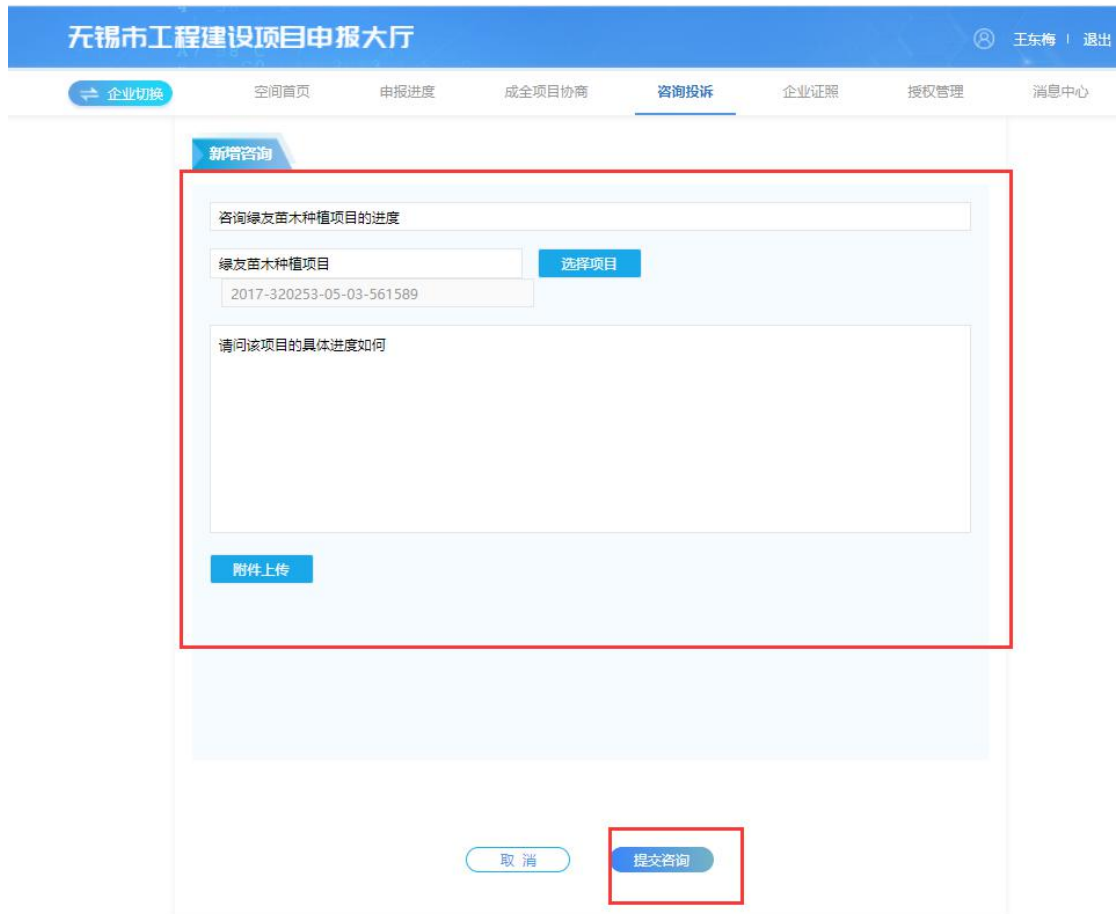 无锡市工程建设项目申报大厅
王东梅 | 退出
企业切换 空间首页 申报进度 成全项目协商 咨询投诉 企业证照 授权管理 消息中心
新增咨询
咨询绿友苗木种植项目的进度
绿友苗木种植项目 选择项目
2017-320253-05-03-561589
请问该项目的具体进度如何
附件上传
取 消 提交咨询